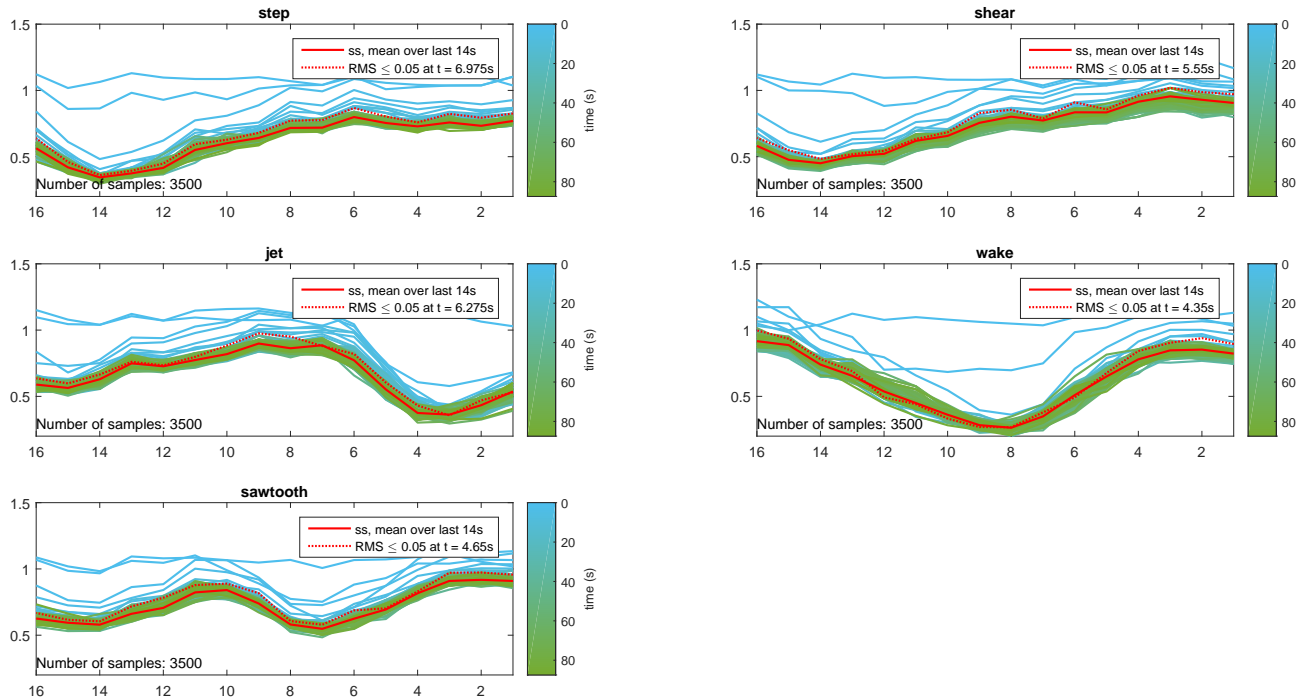 step
1.5
1
0.5
16 14 12 10 8 6 4 2
ss, mean over last 14s
RMS ≤ 0.05 at t = 6.975s
Number of samples: 3500
0
20
40
60
80
time (s)
shear
1.5
1
0.5
16 14 12 10 8 6 4 2
ss, mean over last 14s
RMS ≤ 0.05 at t = 5.55s
Number of samples: 3500
0
20
40
60
80
time (s)
jet
1.5
1
0.5
16 14 12 10 8 6 4 2
ss, mean over last 14s
RMS ≤ 0.05 at t = 6.275s
Number of samples: 3500
0
20
40
60
80
time (s)
wake
1.5
1
0.5
16 14 12 10 8 6 4 2
ss, mean over last 14s
RMS ≤ 0.05 at t = 4.35s
Number of samples: 3500
0
20
40
60
80
time (s)
sawtooth
1.5
1
0.5
16 14 12 10 8 6 4 2
ss, mean over last 14s
RMS ≤ 0.05 at t = 4.65s
Number of samples: 3500
0
20
40
60
80
time (s)